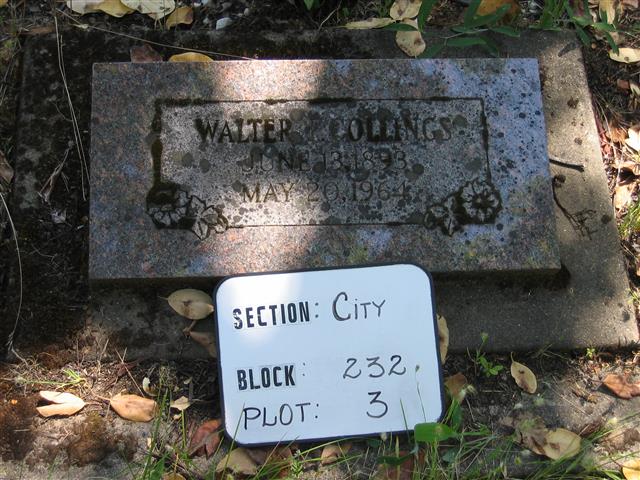 WALTER COLLINGS
JUNE 13, 1893
MAY 20, 1964
SECTION: CITY
BLOCK: 232
PLOT: 3